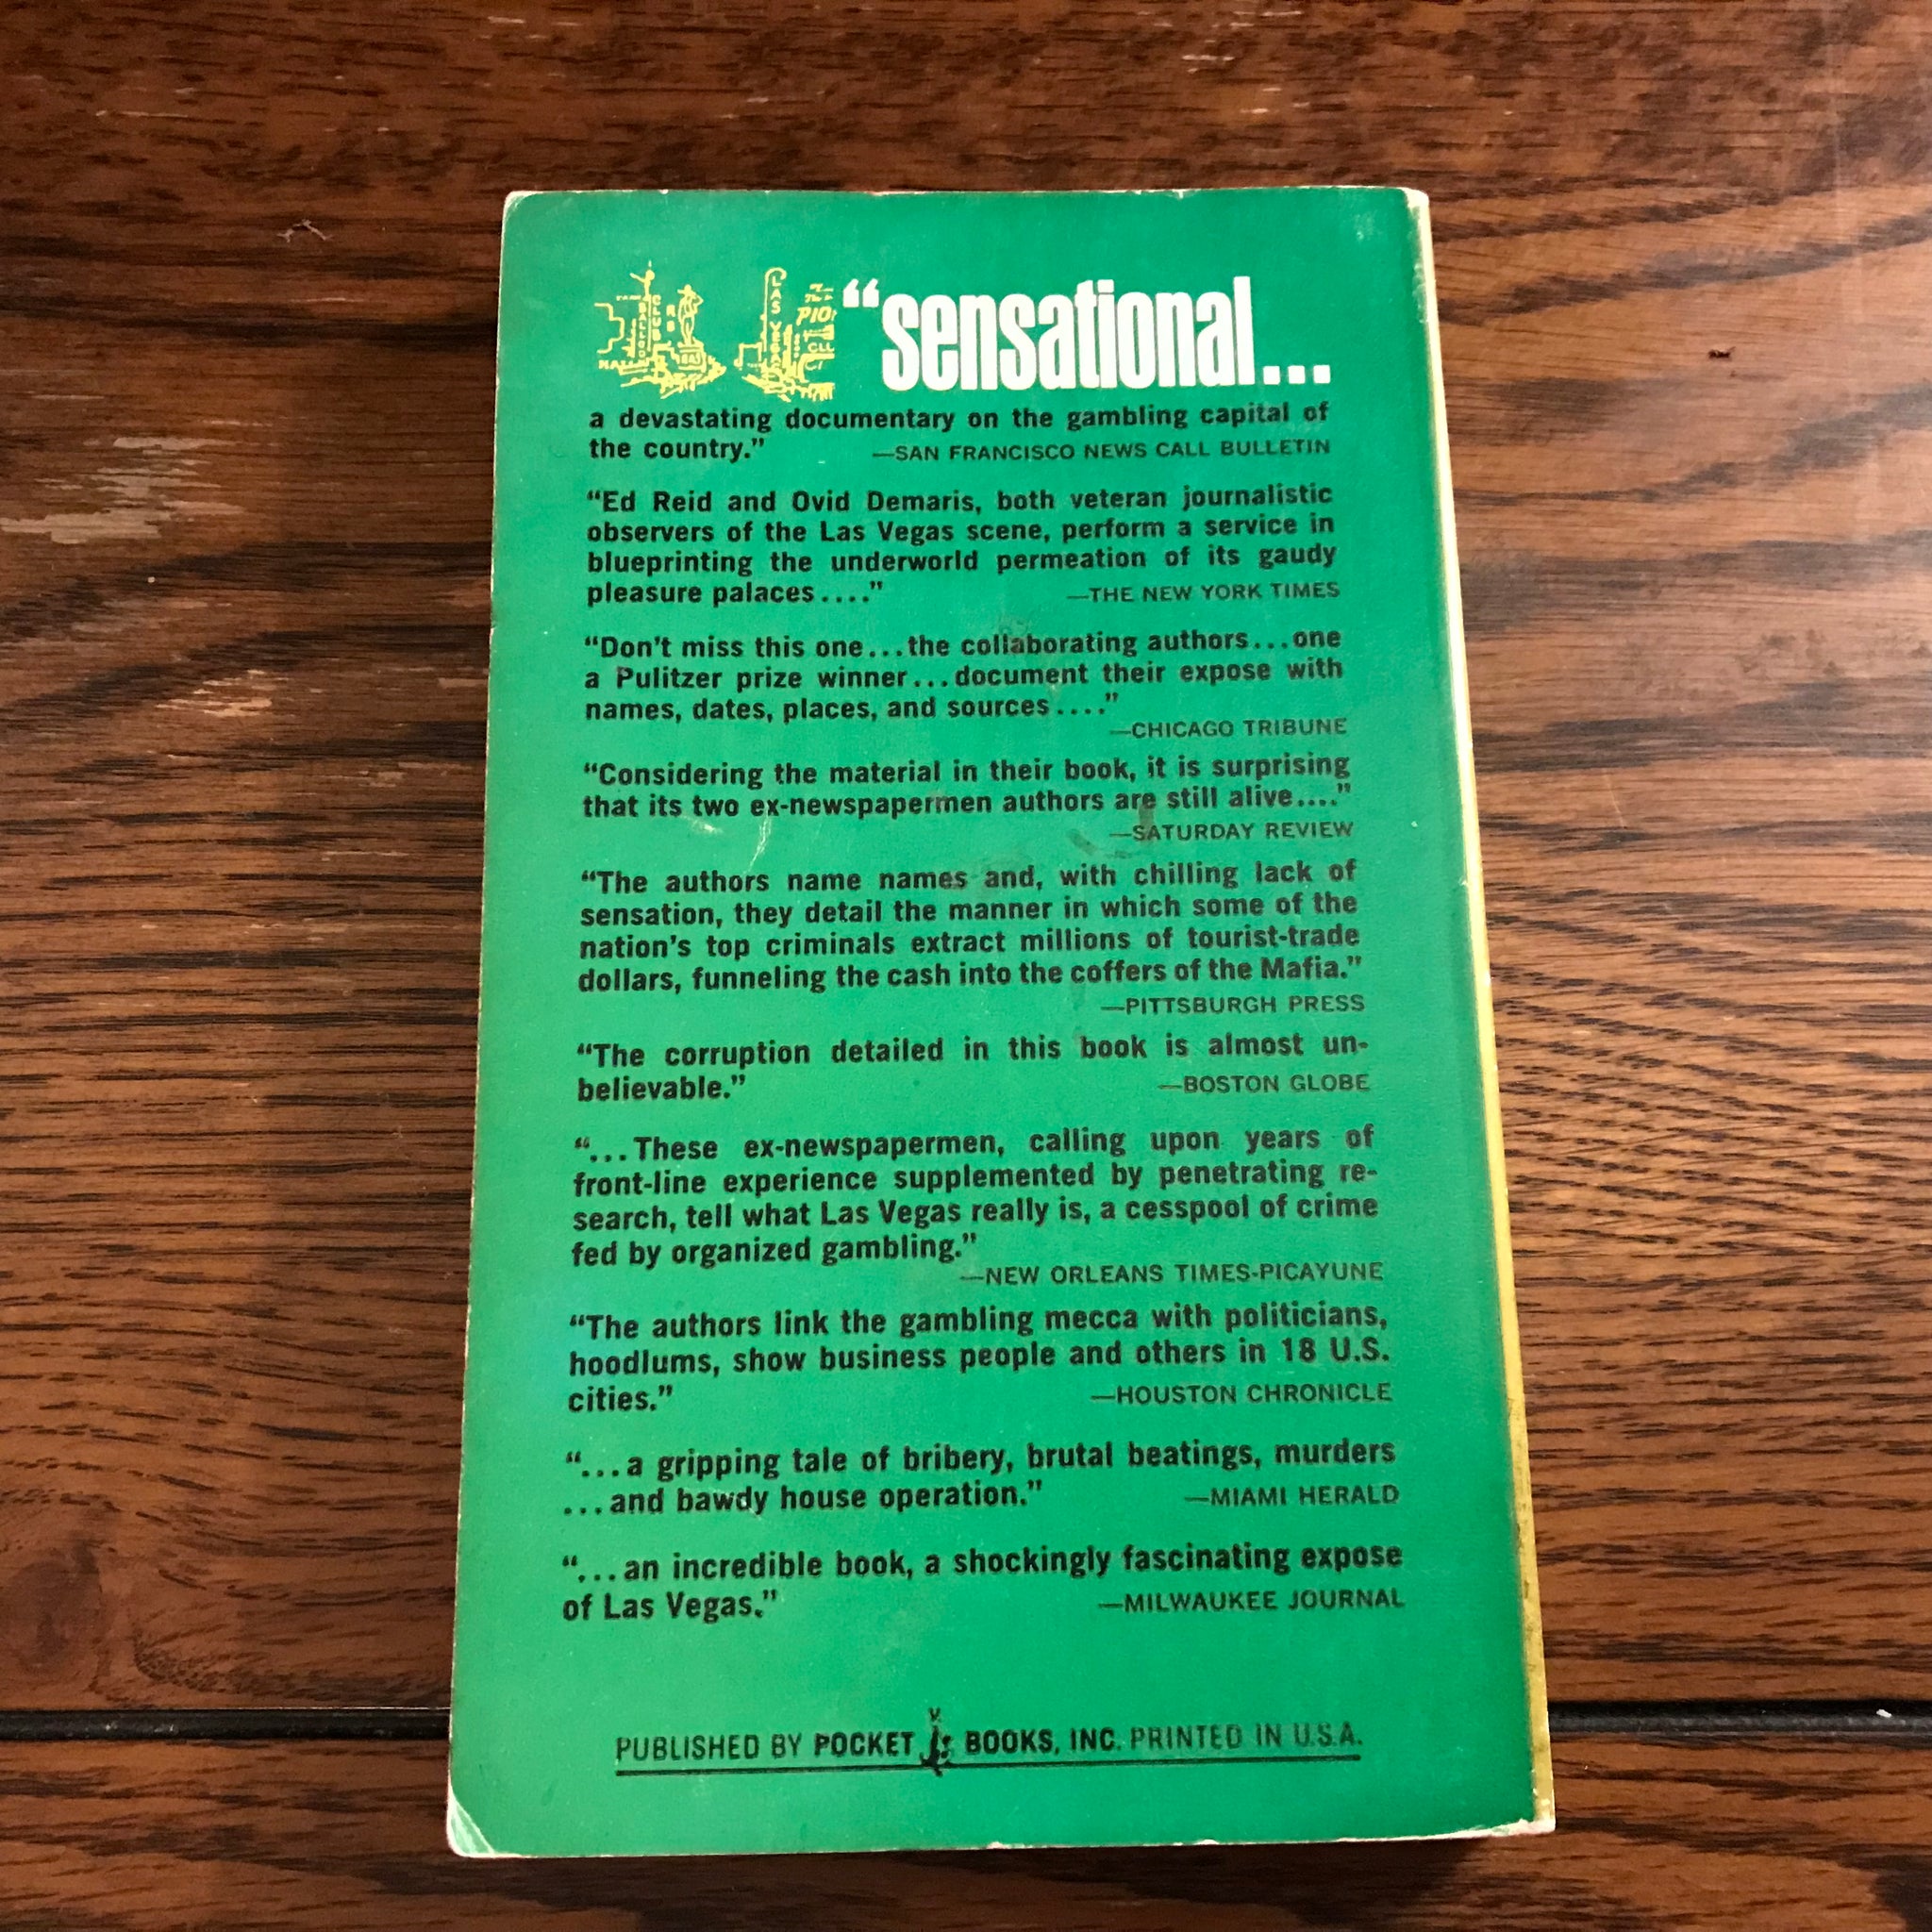 “sensational...
a devastating documentary on the gambling capital of
the country.” —SAN FRANCISCO NEWS CALL BULLETIN
“Ed Reid and Ovid Demaris, both veteran journalistic
observers of the Las Vegas scene, perform a service in
blueprinting the underworld permeation of its gaudy
pleasure palaces....” —THE NEW YORK TIMES
“Don’t miss this one...the collaborating authors...one
a Pulitzer prize winner...document their expose with
names, dates, places, and sources....”
—CHICAGO TRIBUNE
“Considering the material in their book, it is surprising
that its two ex-newspapermen authors are still alive....”
—SATURDAY REVIEW
“The authors name names and, with chilling lack of
sensation, they detail the manner in which some of the
nation’s top criminals extract millions of tourist-trade
dollars, funneling the cash into the coffers of the Mafia.”
—PITTSBURGH PRESS
“The corruption detailed in this book is almost un-
believable.” —BOSTON GLOBE
“...These ex-newspapermen, calling upon years of
front-line experience supplemented by penetrating re-
search, tell what Las Vegas really is, a cesspool of crime
fed by organized gambling.”
—NEW ORLEANS TIMES-PICAYUNE
“The authors link the gambling mecca with politicians,
hoodlums, show business people and others in 18 U.S.
cities.” —HOUSTON CHRONICLE
“...a gripping tale of bribery, brutal beatings, murders
...and bawdy house operation.” —MIAMI HERALD
“...an incredible book, a shockingly fascinating expose
of Las Vegas.” —MILWAUKEE JOURNAL
PUBLISHED BY POCKET BOOKS, INC. PRINTED IN U.S.A.